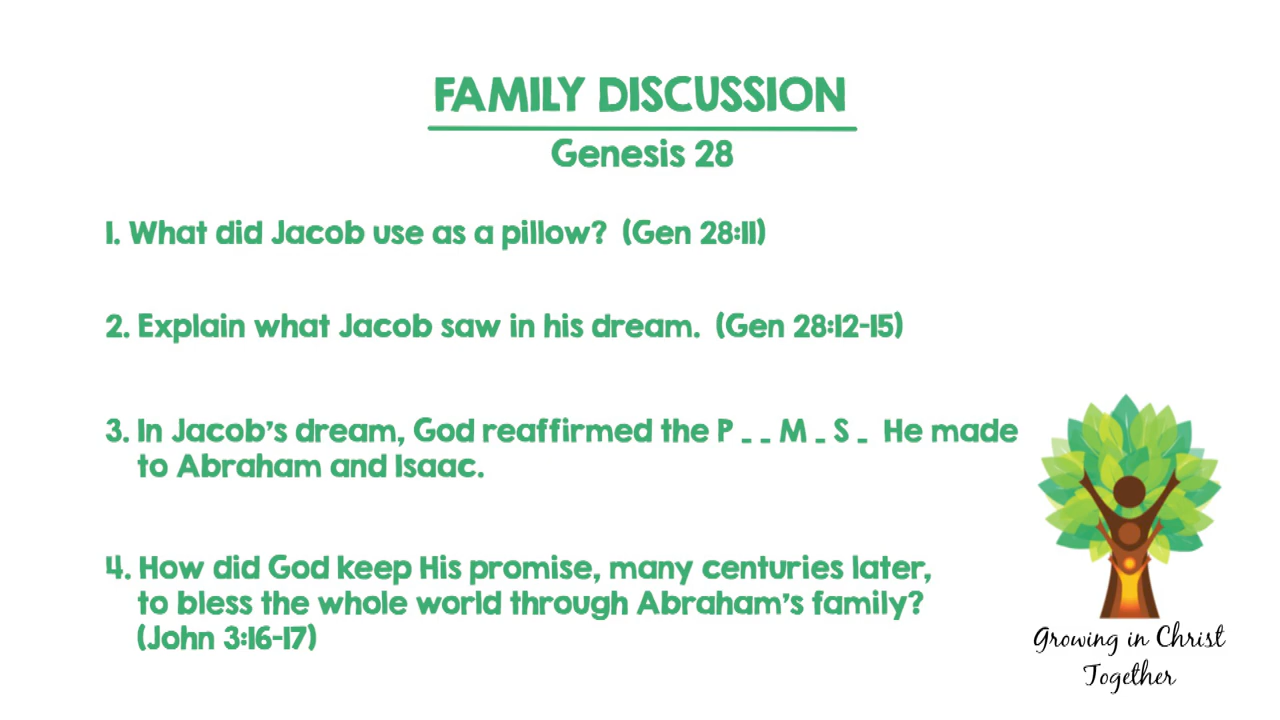 FAMILY DISCUSSION
Genesis 28
1. What did Jacob use as a pillow? (Gen 28:11)
2. Explain what Jacob saw in his dream. (Gen 28:12-15)
3. In Jacob's dream, God reaffirmed the P _ _ M _ S _ He made
to Abraham and Isaac.
4. How did God keep His promise, many centuries later,
to bless the whole world through Abraham's family?
(John 3:16-17)
Growing in Christ
Together